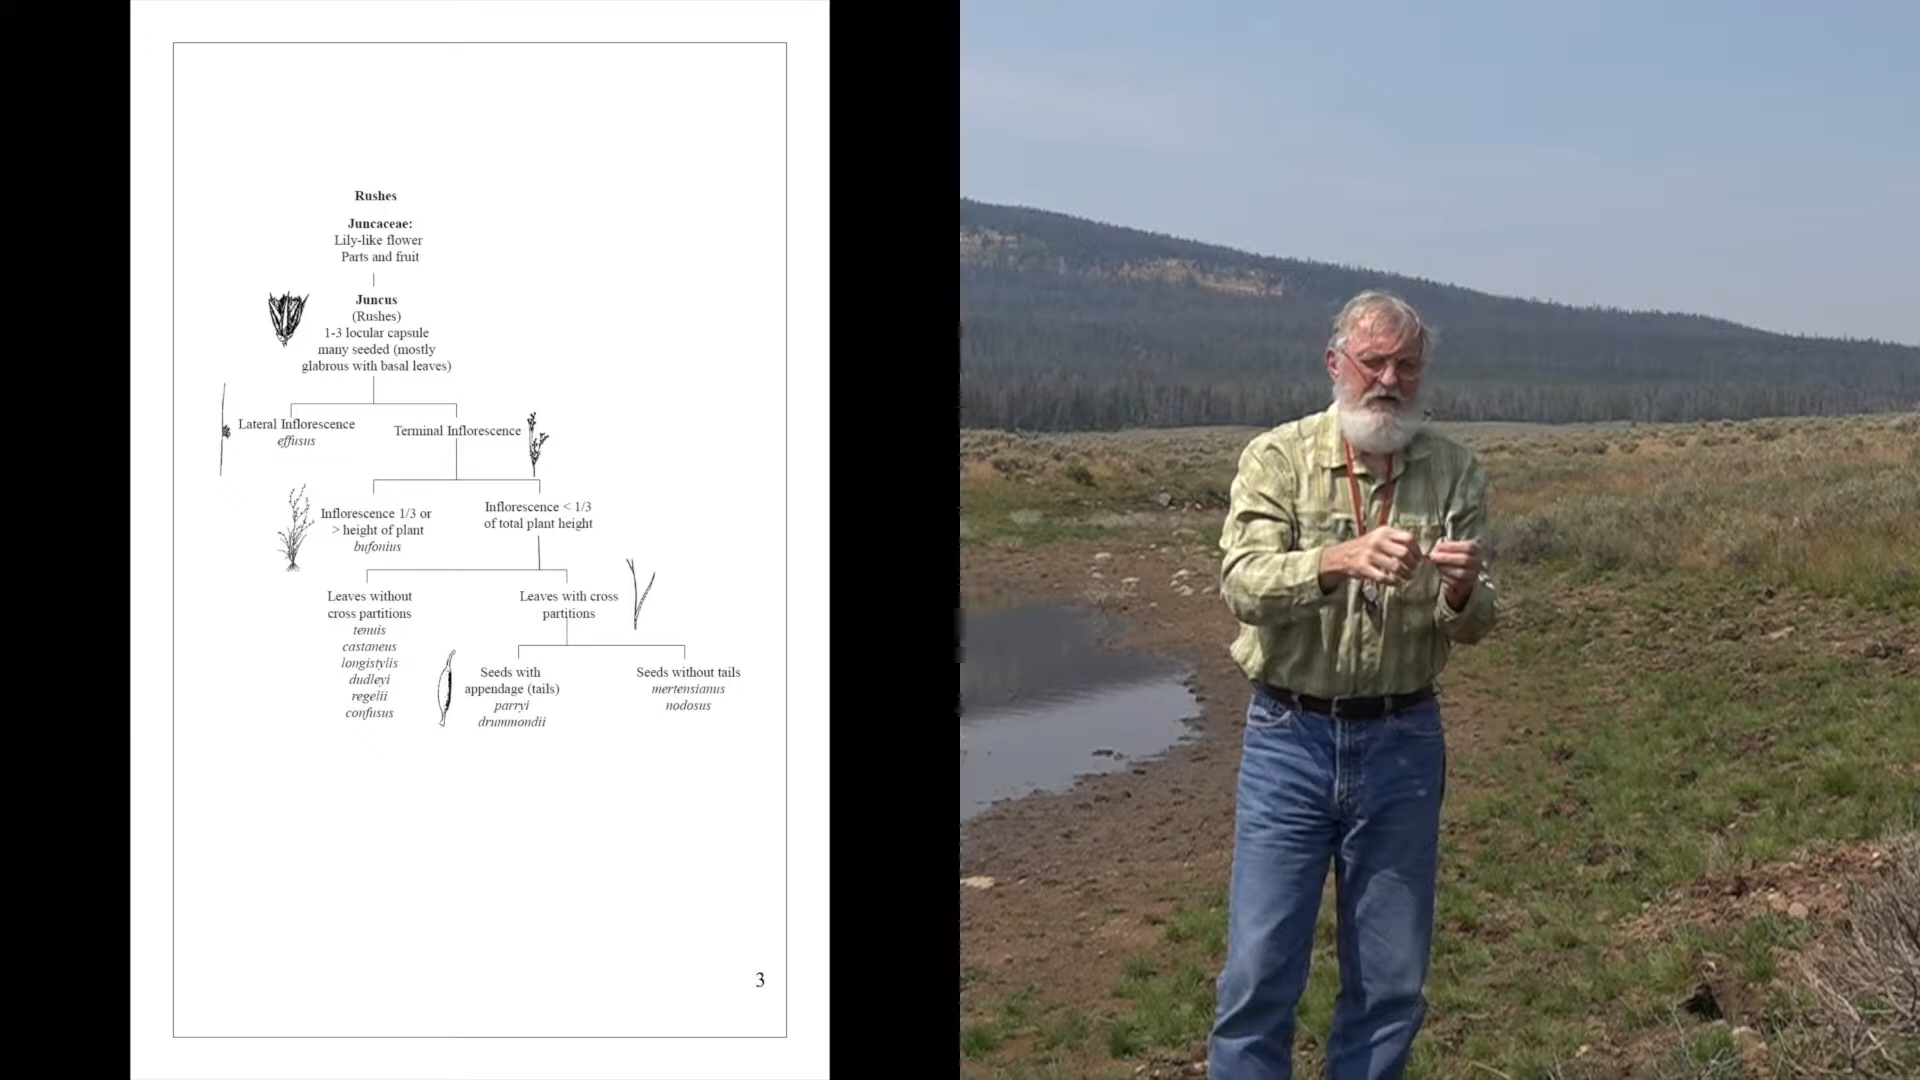 Rushes
Juncaceae:
Lily-like flower
Parts and fruit
Juncus
(Rushes)
1-3 locular capsule
many seeded (mostly
glabrous with basal leaves)
Lateral Inflorescence
effusus
Terminal Inflorescence
Inflorescence 1/3 or
> height of plant
bufonius
Inflorescence < 1/3
of total plant height
Leaves without
cross partitions
tenuis
castaneus
longistylis
dudleyi
regelii
confusus
Leaves with cross
partitions
Seeds with
appendage (tails)
parryi
drummondii
Seeds without tails
mertensianus
nodosus
3